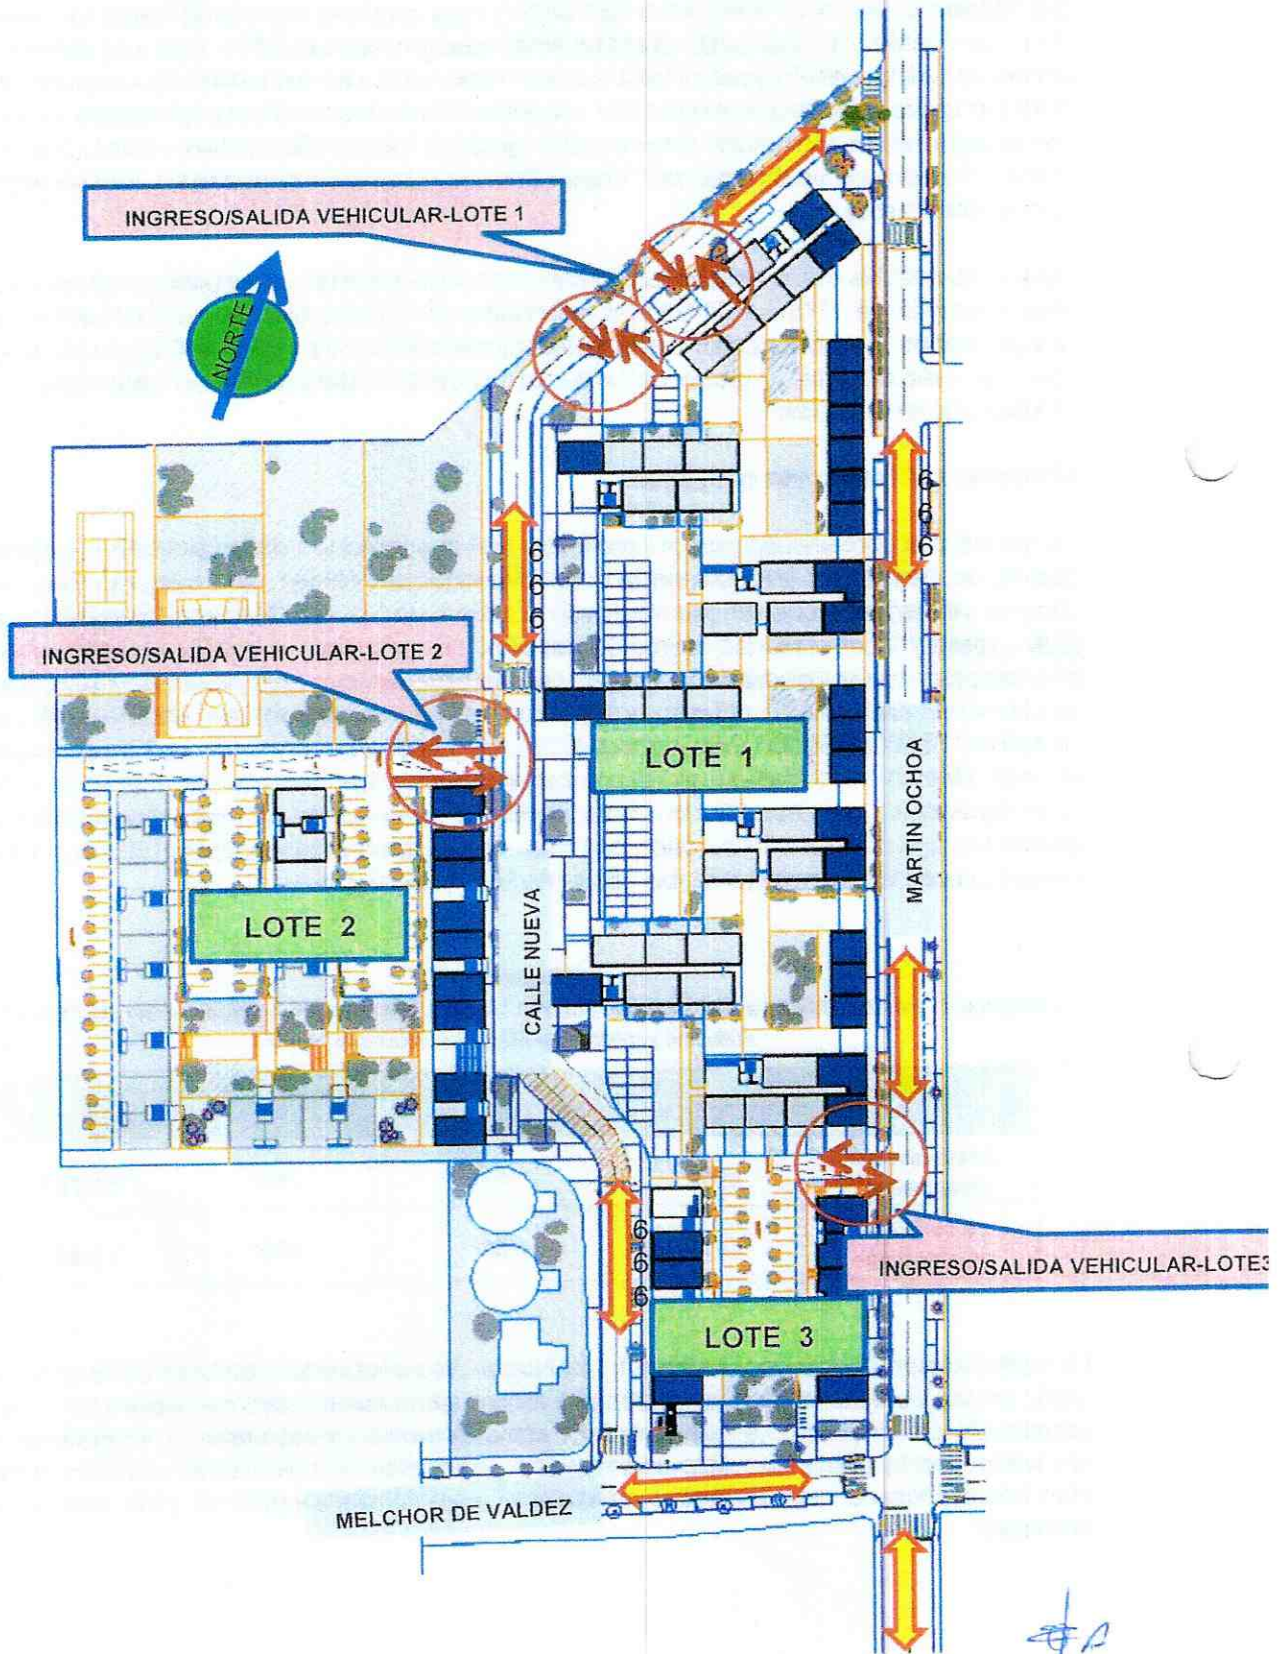 INGRESO/SALIDA VEHICULAR-LOTE 1
NORTE
6
6
6
6
6
6
INGRESO/SALIDA VEHICULAR-LOTE 2
LOTE 1
MARTIN OCHOA
LOTE 2
CALLE NUEVA
6
6
6
INGRESO/SALIDA VEHICULAR-LOTE3
LOTE 3
MELCHOR DE VALDEZ